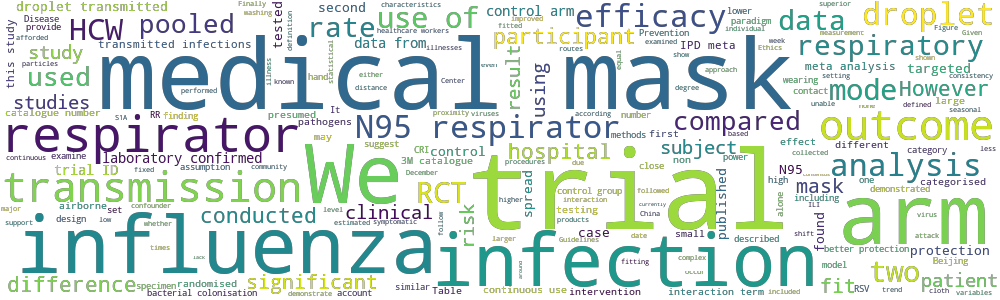 droplet transmitted
Disease
provide
HCW
pooled
characteristics
Finally
washing
second
rate
healthcare workers
afforded
definition
illness
tested
use of
control arm
fitted
efficacy
improved
lower
paradigm
individual
Prevention
examined
data
superior
Ethics
Figure
Given
measurement
droplet
this study
particles
transmitted infections
study
data from
illnesses
statistical
hand
participant
routes
show
IPD meta
week
setting
shown
consistency
respiratory
medical mask
used
known
either
equal
approach
meta analysis
targeted
wearing
studies
performed
distance
Center
even
degree
contact
unable
none
large
seasonal
mode
However
catalogue number
S1A
RR
finding
presumed
It
pathogens
may
N95 respirator
result
using
proximity
viruses
according
number
methods
first
based
compared
defined
effect
collected
different
category
less
outcome
respirator
continuous
examine
laboratory confirmed
fixed
assumption
community
suggest
CRI
control
3M catalogue
December
hospital
procedures
due
non
subject
power
N95
categorised
trial ID
We
trial
analysis
transmission
airborne
set
confounder
RCT
higher
interaction
followed
products
spread
close
control group
currently
testing
China
published
high
alone
mask
one
demonstrated
including
ILI
virus
attack
arm
major
support
design
whether
conducted
level
estimated
symptomatic
clinical
follow
risk
larger
Guidelines
around
case
date
small
fitting
complex
occur
described
found
shift
better protection
protection
influenza
infection
times
lack
difference
specimen
randomised
bacterial colonisation
demonstrate
significant
account
similar
Table
continuous use
intervention
interaction term
included
model
fit
RSV
two
trend
Beijing
cloth
patient
variables